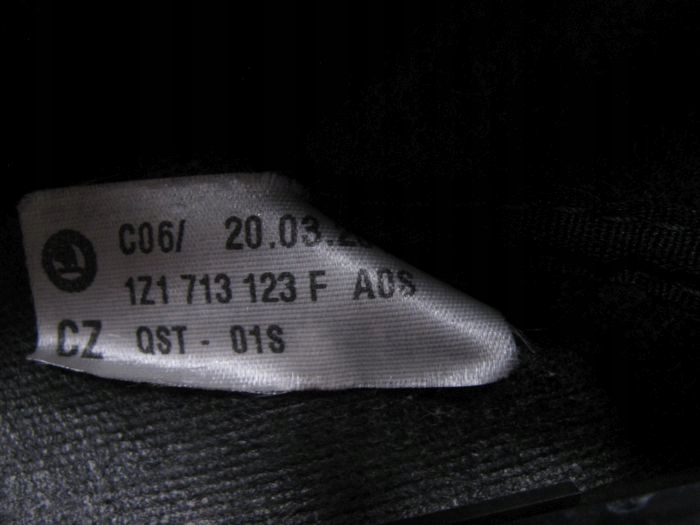 C06/ 20.03.
1Z1 713 123 F A0S
CZ QST - 01S